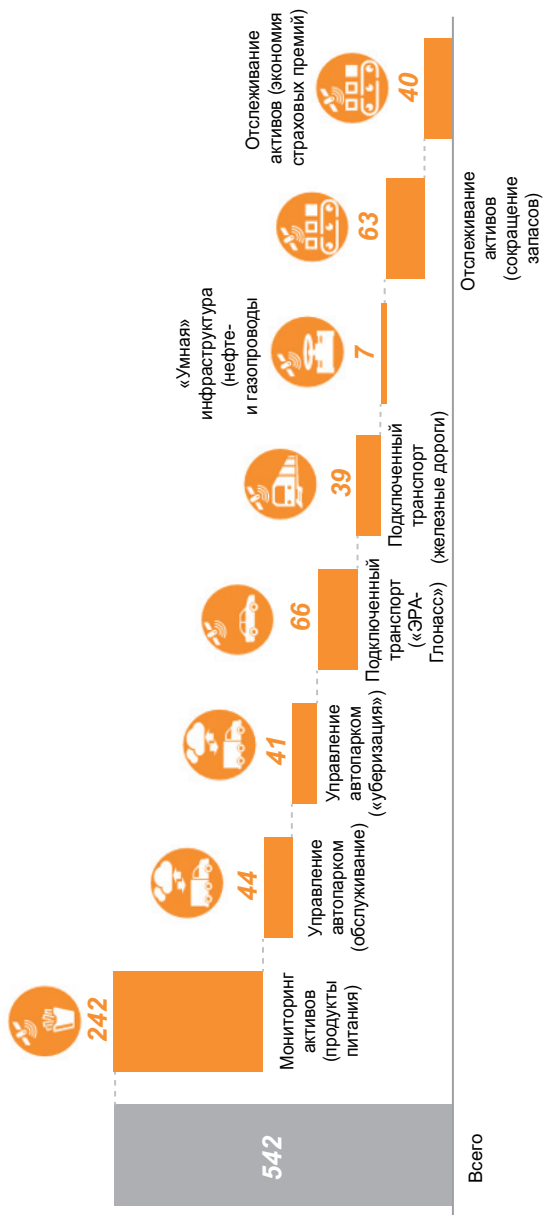 542
Всего
242
Мониторинг
активов
(продукты
питания)
44
Управление
автопарком
(обслуживание)
41
Управление
автопарком
(«уберизация»)
66
Подключенный
транспорт
(«ЭРА-
Глонасс»)
39
Подключенный
транспорт
(железные дороги)
«Умная»
инфраструктура
(нефте-
и газопроводы
7
63
Отслеживание
активов
(сокращение
запасов)
Отслеживание
активов (экономия
страховых премий)
40